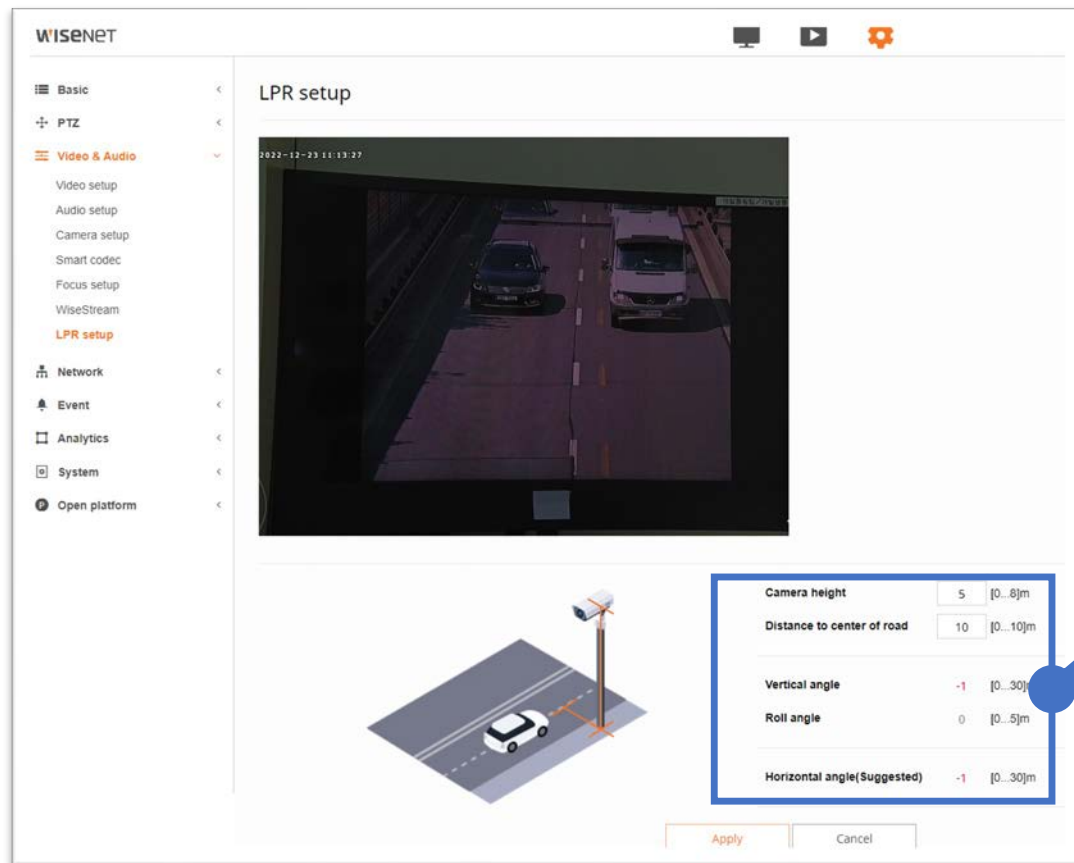 WISENET
Basic
PTZ
Video & Audio
Video setup
Audio setup
Camera setup
Smart codec
Focus setup
WiseStream
LPR setup
Network
Event
Analytics
System
Open platform
LPR setup
2022-12-23 11:13:27
Camera height 5 [0...8]m
Distance to center of road 10 [0...10]m
Vertical angle -1 [0...30]
Roll angle 0 [0...5]m
Horizontal angle(Suggested) -1 [0...30]m
Apply Cancel